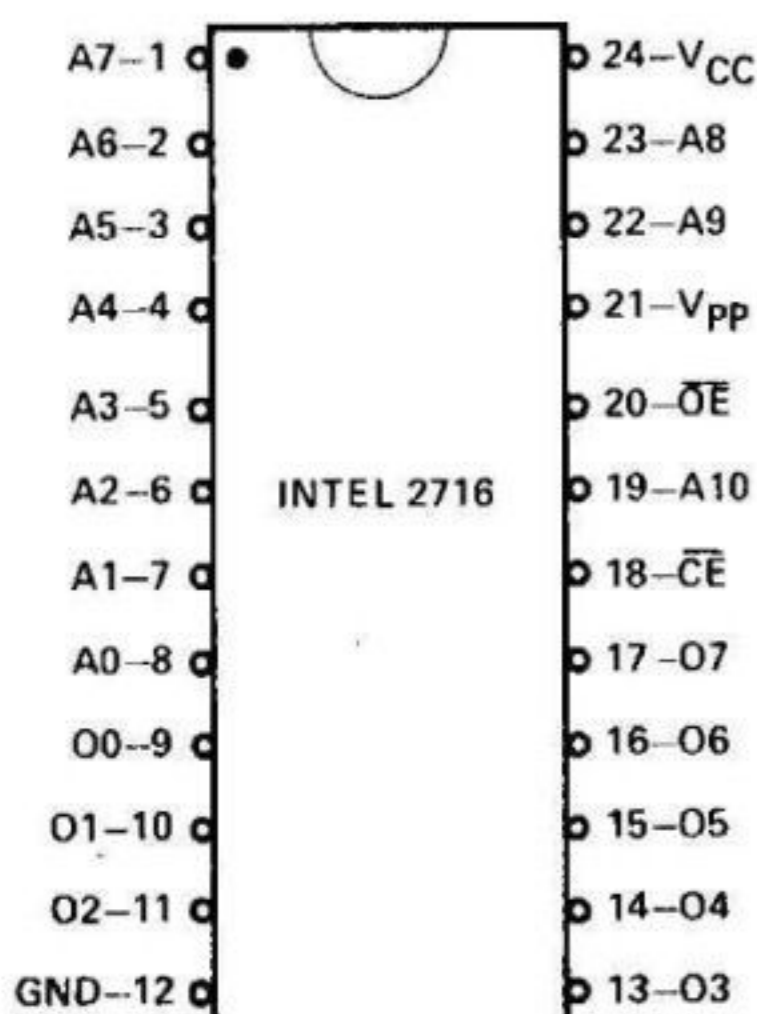 A7–1 24–VCC
A6–2 23–A8
A5–3 22–A9
A4–4 21–VPP
A3–5 20–O̅E̅
A2–6 INTEL 2716 19–A10
A1–7 18–C̅E̅
A0–8 17–O7
O0–9 16–O6
O1–10 15–O5
O2–11 14–O4
GND–12 13–O3